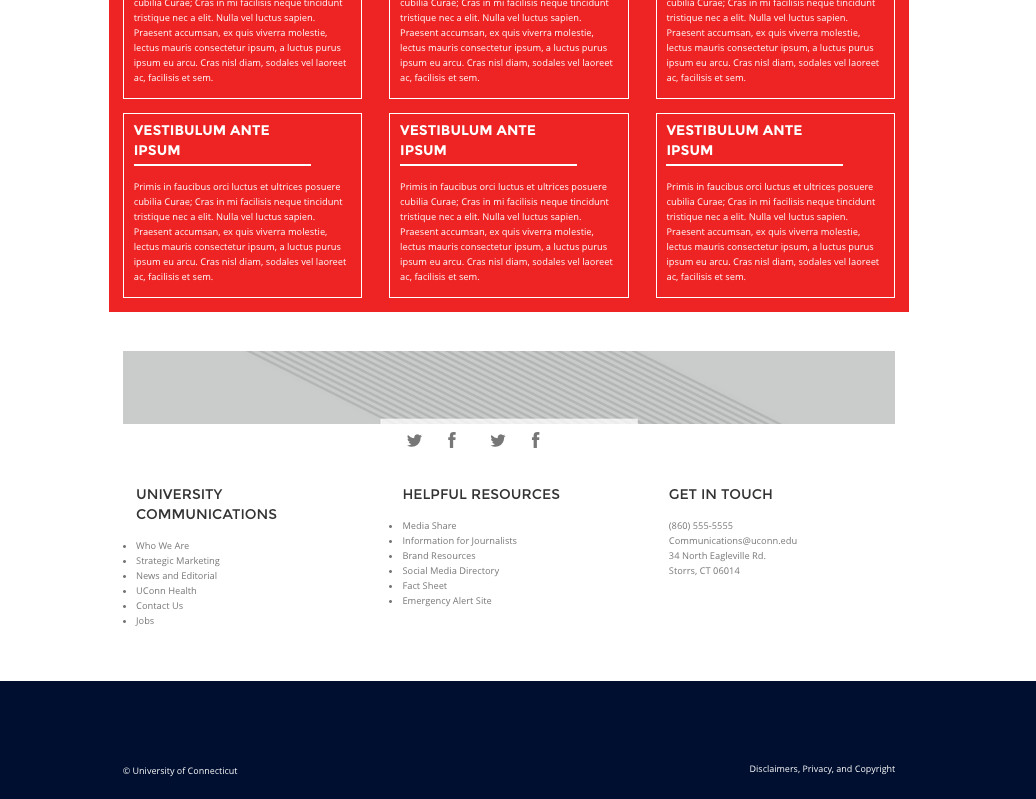 cubilia Curae; Cras in mi facilisis neque tincidunt
tristique nec a elit. Nulla vel luctus sapien.
Praesent accumsan, ex quis viverra molestie,
lectus mauris consectetur ipsum, a luctus purus
ipsum eu arcu. Cras nisl diam, sodales vel laoreet
ac, facilisis et sem.
cubilia Curae; Cras in mi facilisis neque tincidunt
tristique nec a elit. Nulla vel luctus sapien.
Praesent accumsan, ex quis viverra molestie,
lectus mauris consectetur ipsum, a luctus purus
ipsum eu arcu. Cras nisl diam, sodales vel laoreet
ac, facilisis et sem.
cubilia Curae; Cras in mi facilisis neque tincidunt
tristique nec a elit. Nulla vel luctus sapien.
Praesent accumsan, ex quis viverra molestie,
lectus mauris consectetur ipsum, a luctus purus
ipsum eu arcu. Cras nisl diam, sodales vel laoreet
ac, facilisis et sem.
VESTIBULUM ANTE
IPSUM
Primis in faucibus orci luctus et ultrices posuere
cubilia Curae; Cras in mi facilisis neque tincidunt
tristique nec a elit. Nulla vel luctus sapien.
Praesent accumsan, ex quis viverra molestie,
lectus mauris consectetur ipsum, a luctus purus
ipsum eu arcu. Cras nisl diam, sodales vel laoreet
ac, facilisis et sem.
VESTIBULUM ANTE
IPSUM
Primis in faucibus orci luctus et ultrices posuere
cubilia Curae; Cras in mi facilisis neque tincidunt
tristique nec a elit. Nulla vel luctus sapien.
Praesent accumsan, ex quis viverra molestie,
lectus mauris consectetur ipsum, a luctus purus
ipsum eu arcu. Cras nisl diam, sodales vel laoreet
ac, facilisis et sem.
VESTIBULUM ANTE
IPSUM
Primis in faucibus orci luctus et ultrices posuere
cubilia Curae; Cras in mi facilisis neque tincidunt
tristique nec a elit. Nulla vel luctus sapien.
Praesent accumsan, ex quis viverra molestie,
lectus mauris consectetur ipsum, a luctus purus
ipsum eu arcu. Cras nisl diam, sodales vel laoreet
ac, facilisis et sem.
UNIVERSITY
COMMUNICATIONS
• Who We Are
• Strategic Marketing
• News and Editorial
• UConn Health
• Contact Us
• Jobs
HELPFUL RESOURCES
• Media Share
• Information for Journalists
• Brand Resources
• Social Media Directory
• Fact Sheet
• Emergency Alert Site
GET IN TOUCH
(860) 555-5555
Communications@uconn.edu
34 North Eagleville Rd.
Storrs, CT 06014
© University of Connecticut
Disclaimers, Privacy, and Copyright